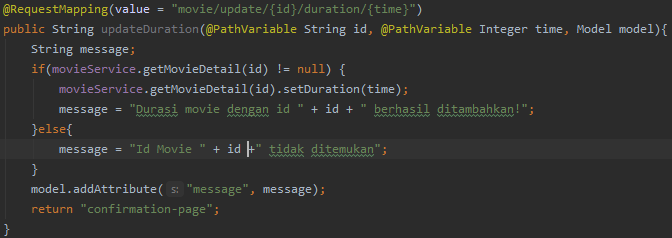 @RequestMapping(value = "movie/update/{id}/duration/{time}")
public String updateDuration(@PathVariable String id, @PathVariable Integer time, Model model){
    String message;
    if(movieService.getMovieDetail(id) != null) {
        movieService.getMovieDetail(id).setDuration(time);
        message = "Durasi movie dengan id " + id + " berhasil ditambahkan!";
    }else{
        message = "Id Movie " + id +" tidak ditemukan";
    }
    model.addAttribute( s: "message", message);
    return "confirmation-page";
}